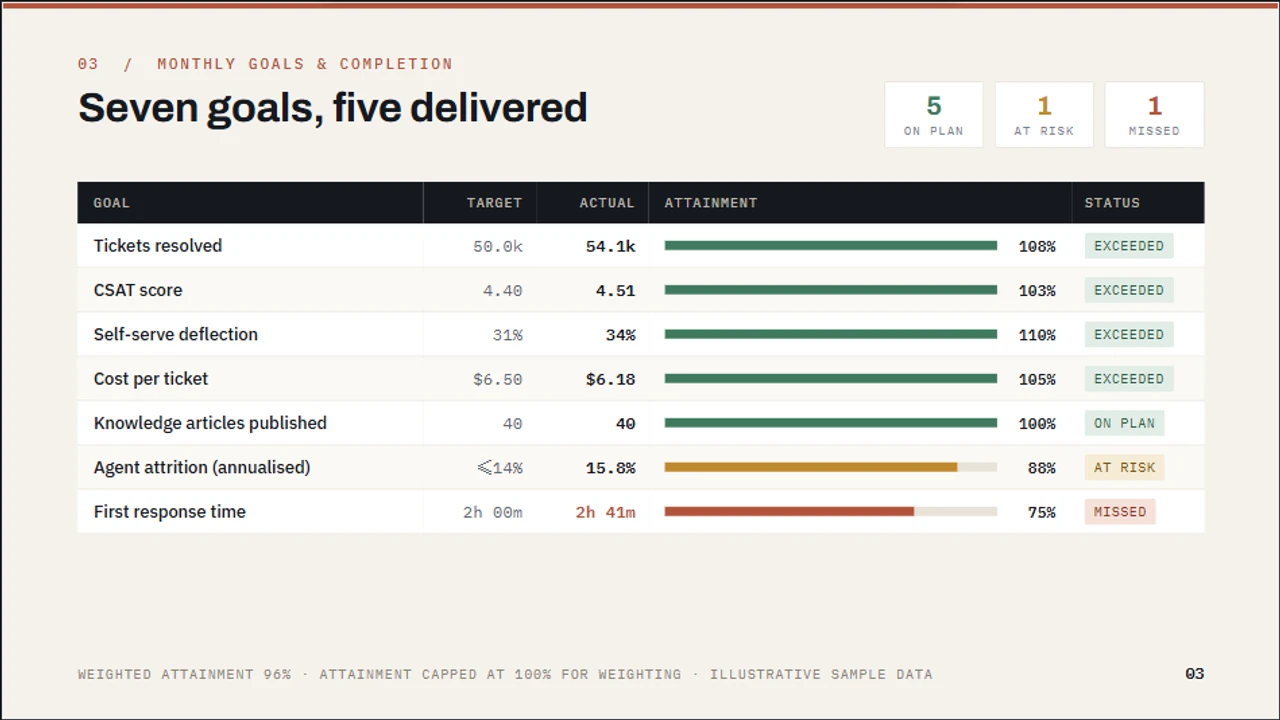 03 / MONTHLY GOALS & COMPLETION
Seven goals, five delivered
5
ON PLAN
1
AT RISK
1
MISSED
GOAL TARGET ACTUAL ATTAINMENT STATUS
Tickets resolved 50.0k 54.1k 108% EXCEEDED
CSAT score 4.40 4.51 103% EXCEEDED
Self-serve deflection 31% 34% 110% EXCEEDED
Cost per ticket $6.50 $6.18 105% EXCEEDED
Knowledge articles published 40 40 100% ON PLAN
Agent attrition (annualised) ⩽14% 15.8% 88% AT RISK
First response time 2h 00m 2h 41m 75% MISSED
WEIGHTED ATTAINMENT 96% · ATTAINMENT CAPPED AT 100% FOR WEIGHTING · ILLUSTRATIVE SAMPLE DATA
03